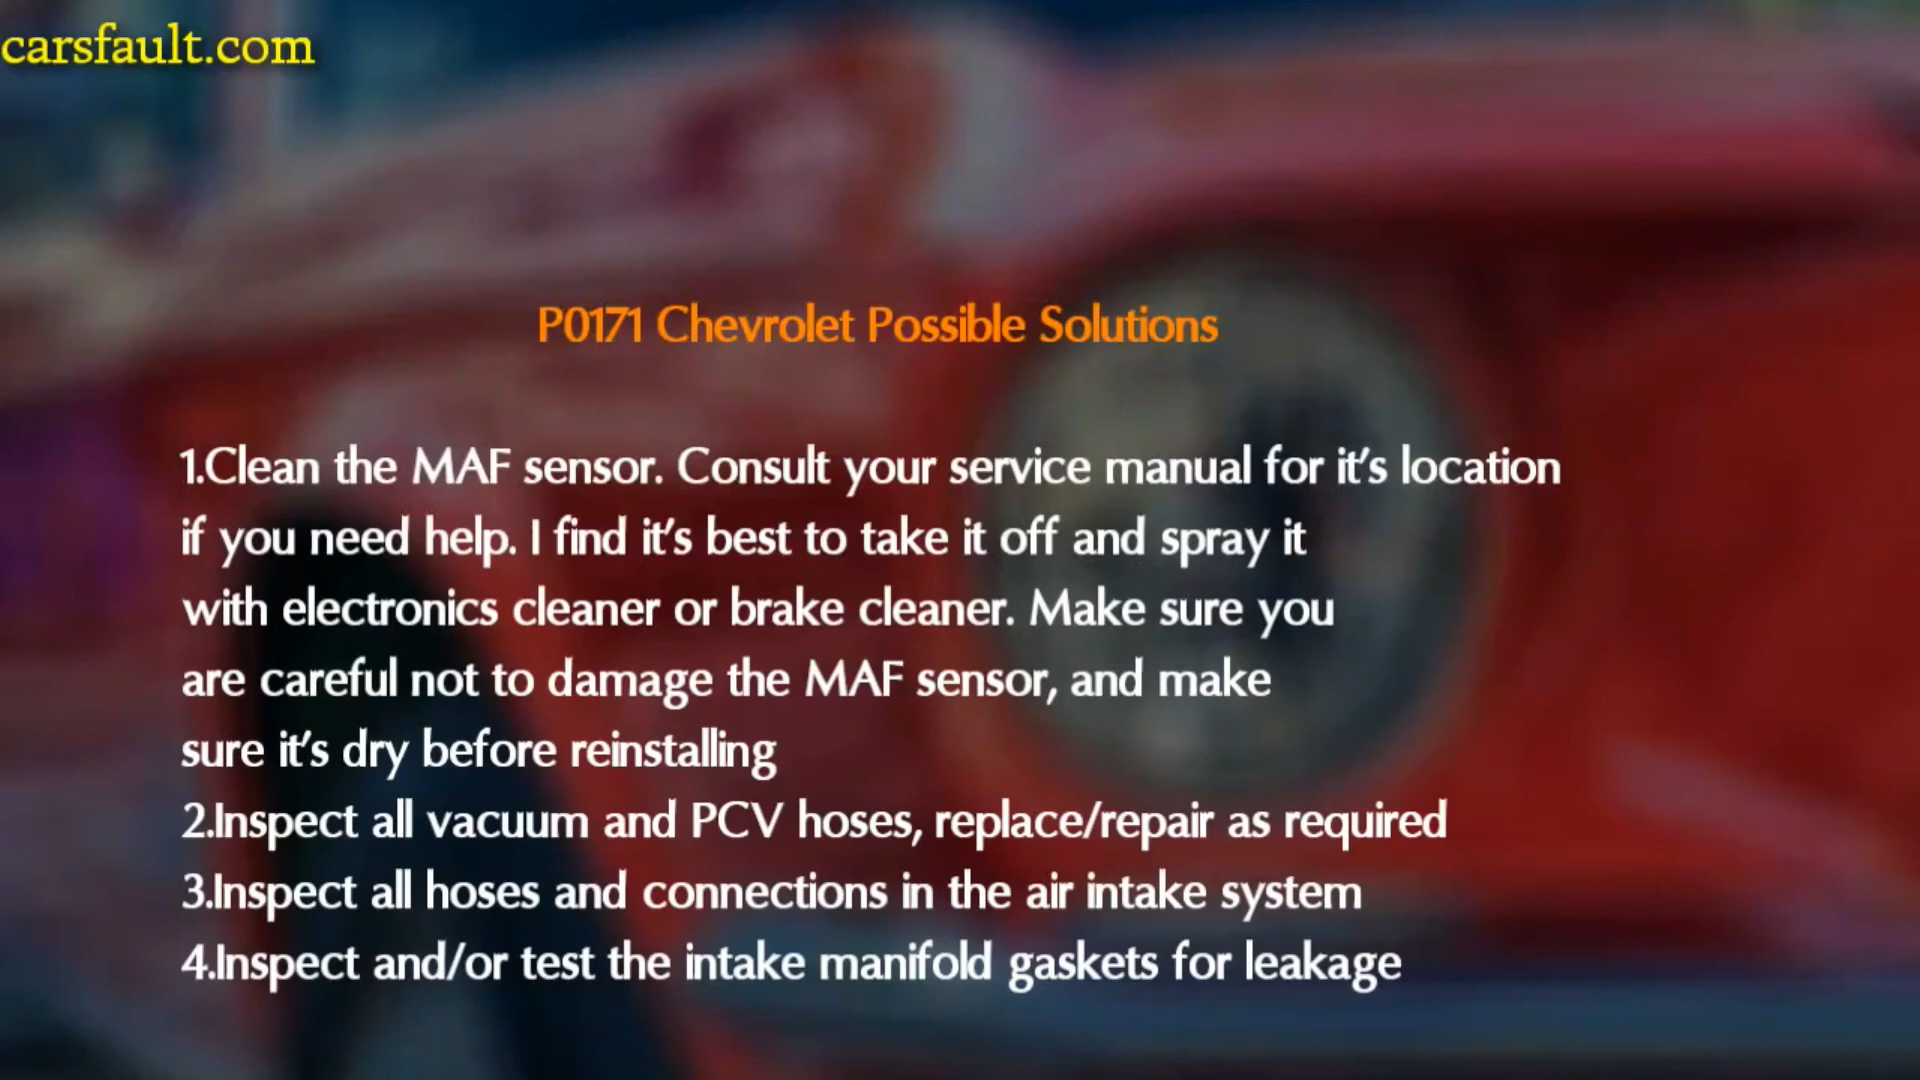 carsfault.com
P0171 Chevrolet Possible Solutions
1.Clean the MAF sensor. Consult your service manual for it's location
if you need help. I find it's best to take it off and spray it
with electronics cleaner or brake cleaner. Make sure you
are careful not to damage the MAF sensor, and make
sure it's dry before reinstalling
2.Inspect all vacuum and PCV hoses, replace/repair as required
3.Inspect all hoses and connections in the air intake system
4.Inspect and/or test the intake manifold gaskets for leakage